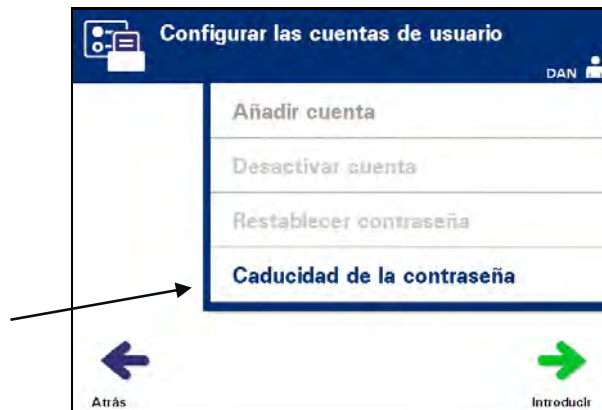 Configurar las cuentas de usuario
DAN
Añadir cuenta
Desactivar cuenta
Restablecer contraseña
Caducidad de la contraseña
Atrás
Introducir